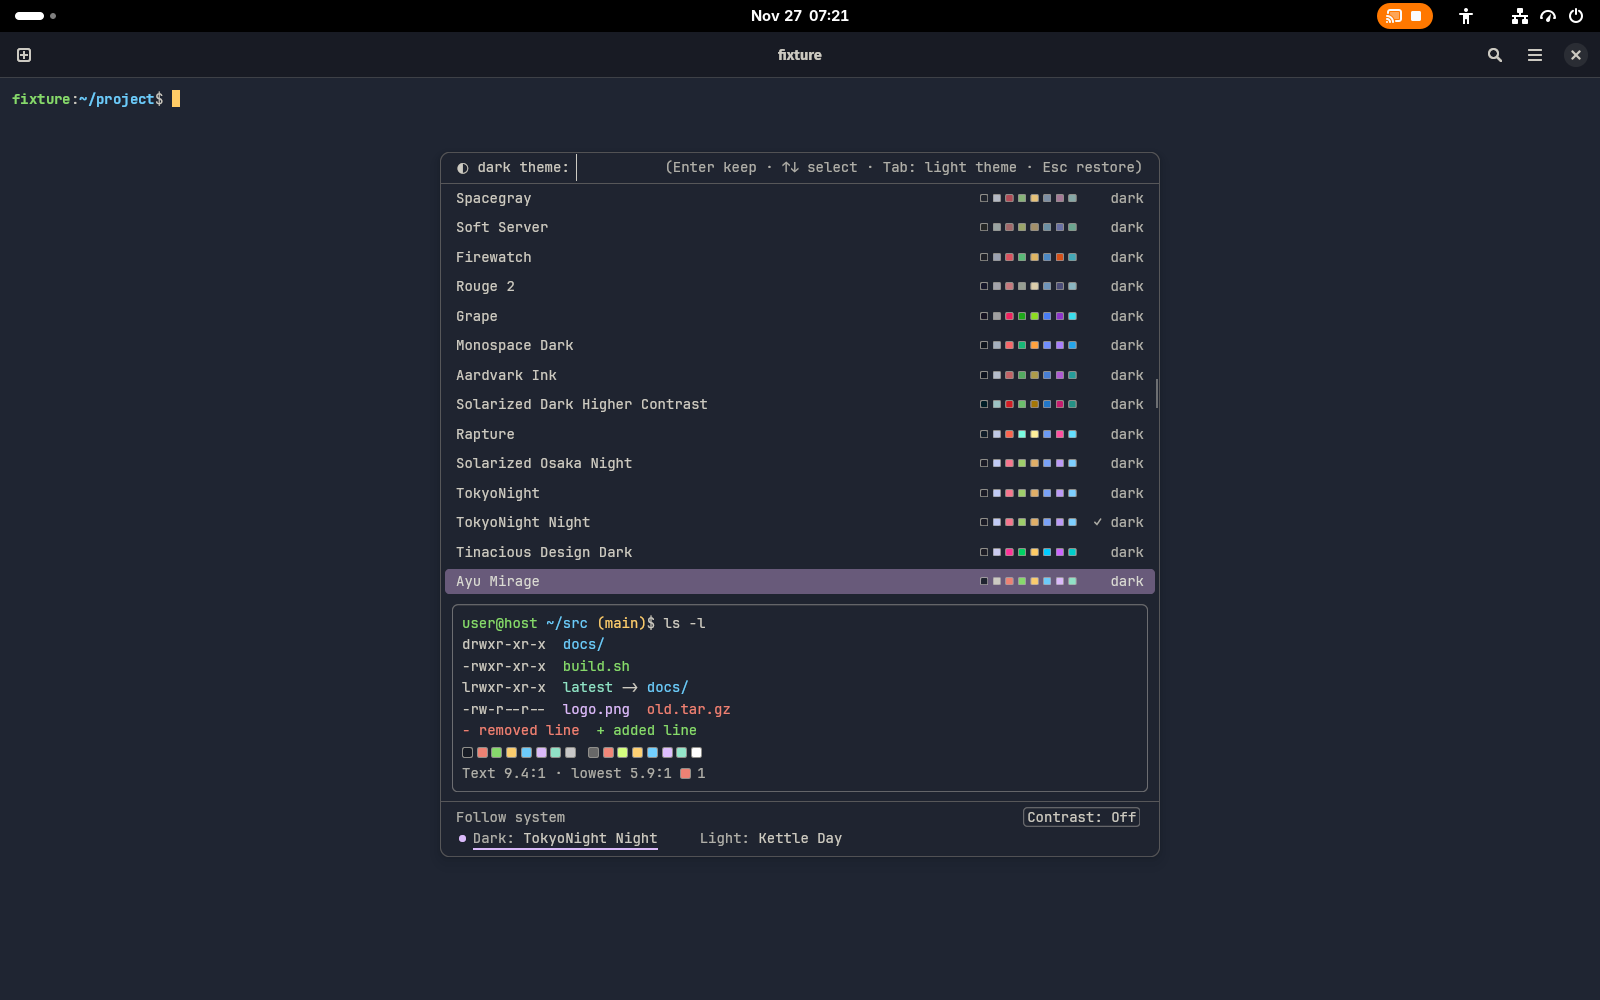 Nov 27 07:21
fixture
fixture:~/project$
dark theme: (Enter keep · ↑↓ select · Tab: light theme · Esc restore)
Spacegray dark
Soft Server dark
Firewatch dark
Rouge 2 dark
Grape dark
Monospace Dark dark
Aardvark Ink dark
Solarized Dark Higher Contrast dark
Rapture dark
Solarized Osaka Night dark
TokyoNight dark
TokyoNight Night ✓ dark
Tinacious Design Dark dark
Ayu Mirage dark
user@host ~/src (main)$ ls -l
drwxr-xr-x docs/
-rwxr-xr-x build.sh
lrwxr-xr-x latest -> docs/
-rw-r--r-- logo.png old.tar.gz
- removed line + added line
Text 9.4:1 · lowest 5.9:1 1
Follow system Contrast: Off
Dark: TokyoNight Night Light: Kettle Day